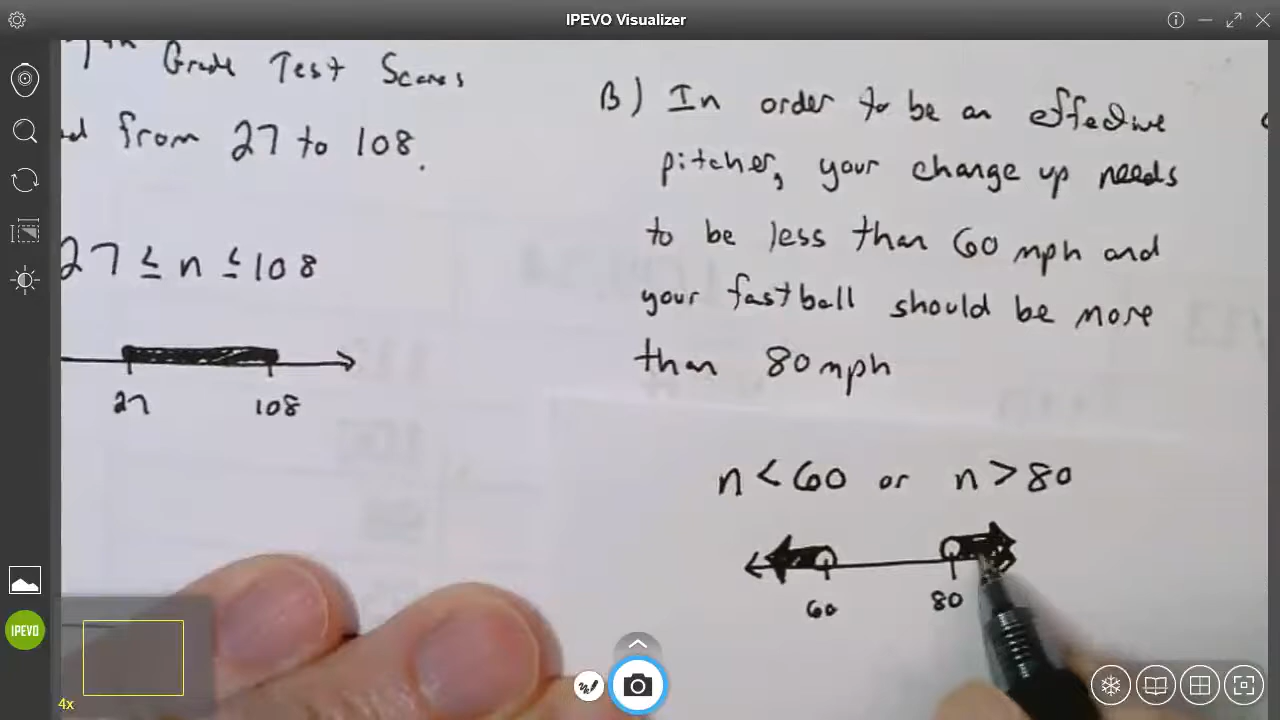 IPEVO Visualizer
7th Grade Test Scores
from 27 to 108.
27 ≤ n ≤ 108
27 108
B) In order to be an effective
pitcher, your change up needs
to be less than 60 mph and
your fastball should be more
than 80 mph
n < 60 or n > 80
60 80
IPEVO
4x